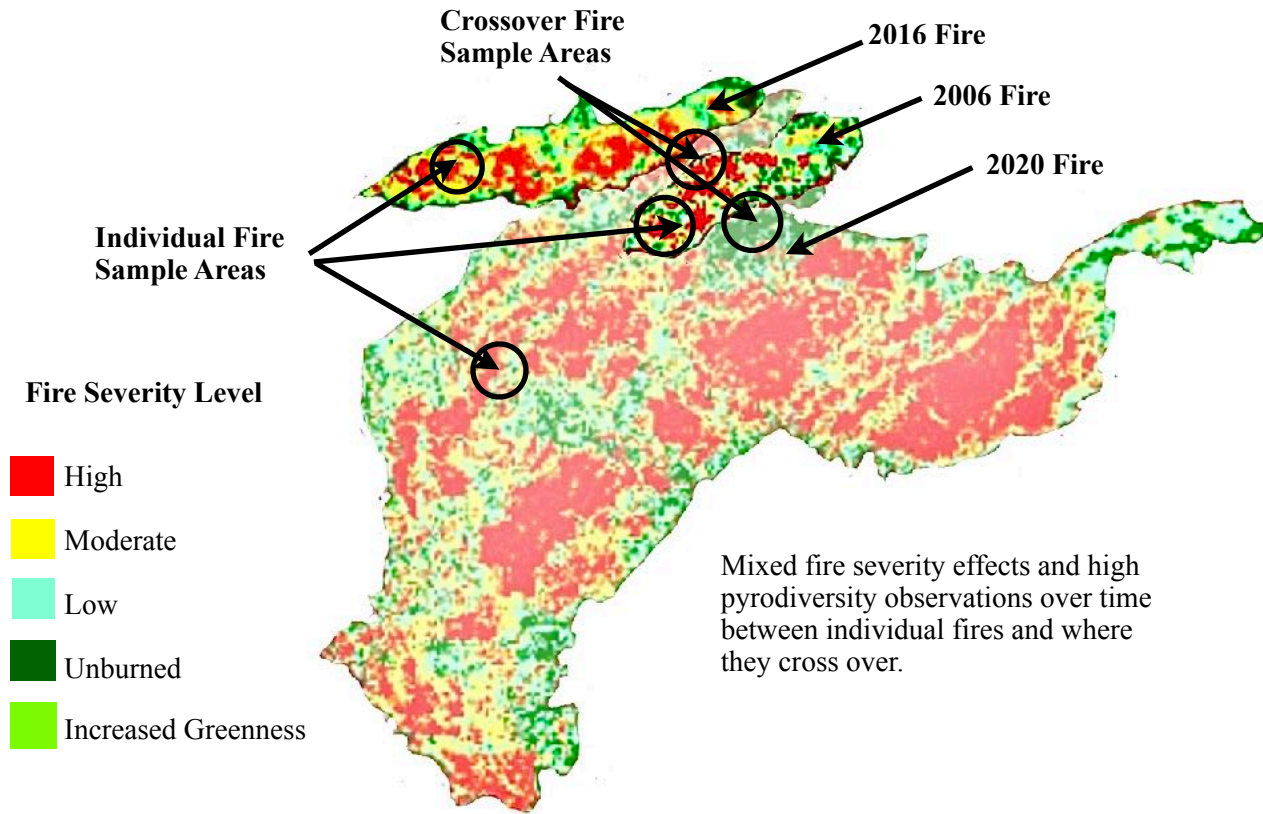 Crossover Fire
Sample Areas
2016 Fire
2006 Fire
2020 Fire
Individual Fire
Sample Areas
Fire Severity Level
High
Moderate
Low
Unburned
Increased Greenness
Mixed fire severity effects and high
pyrodiversity observations over time
between individual fires and where
they cross over.